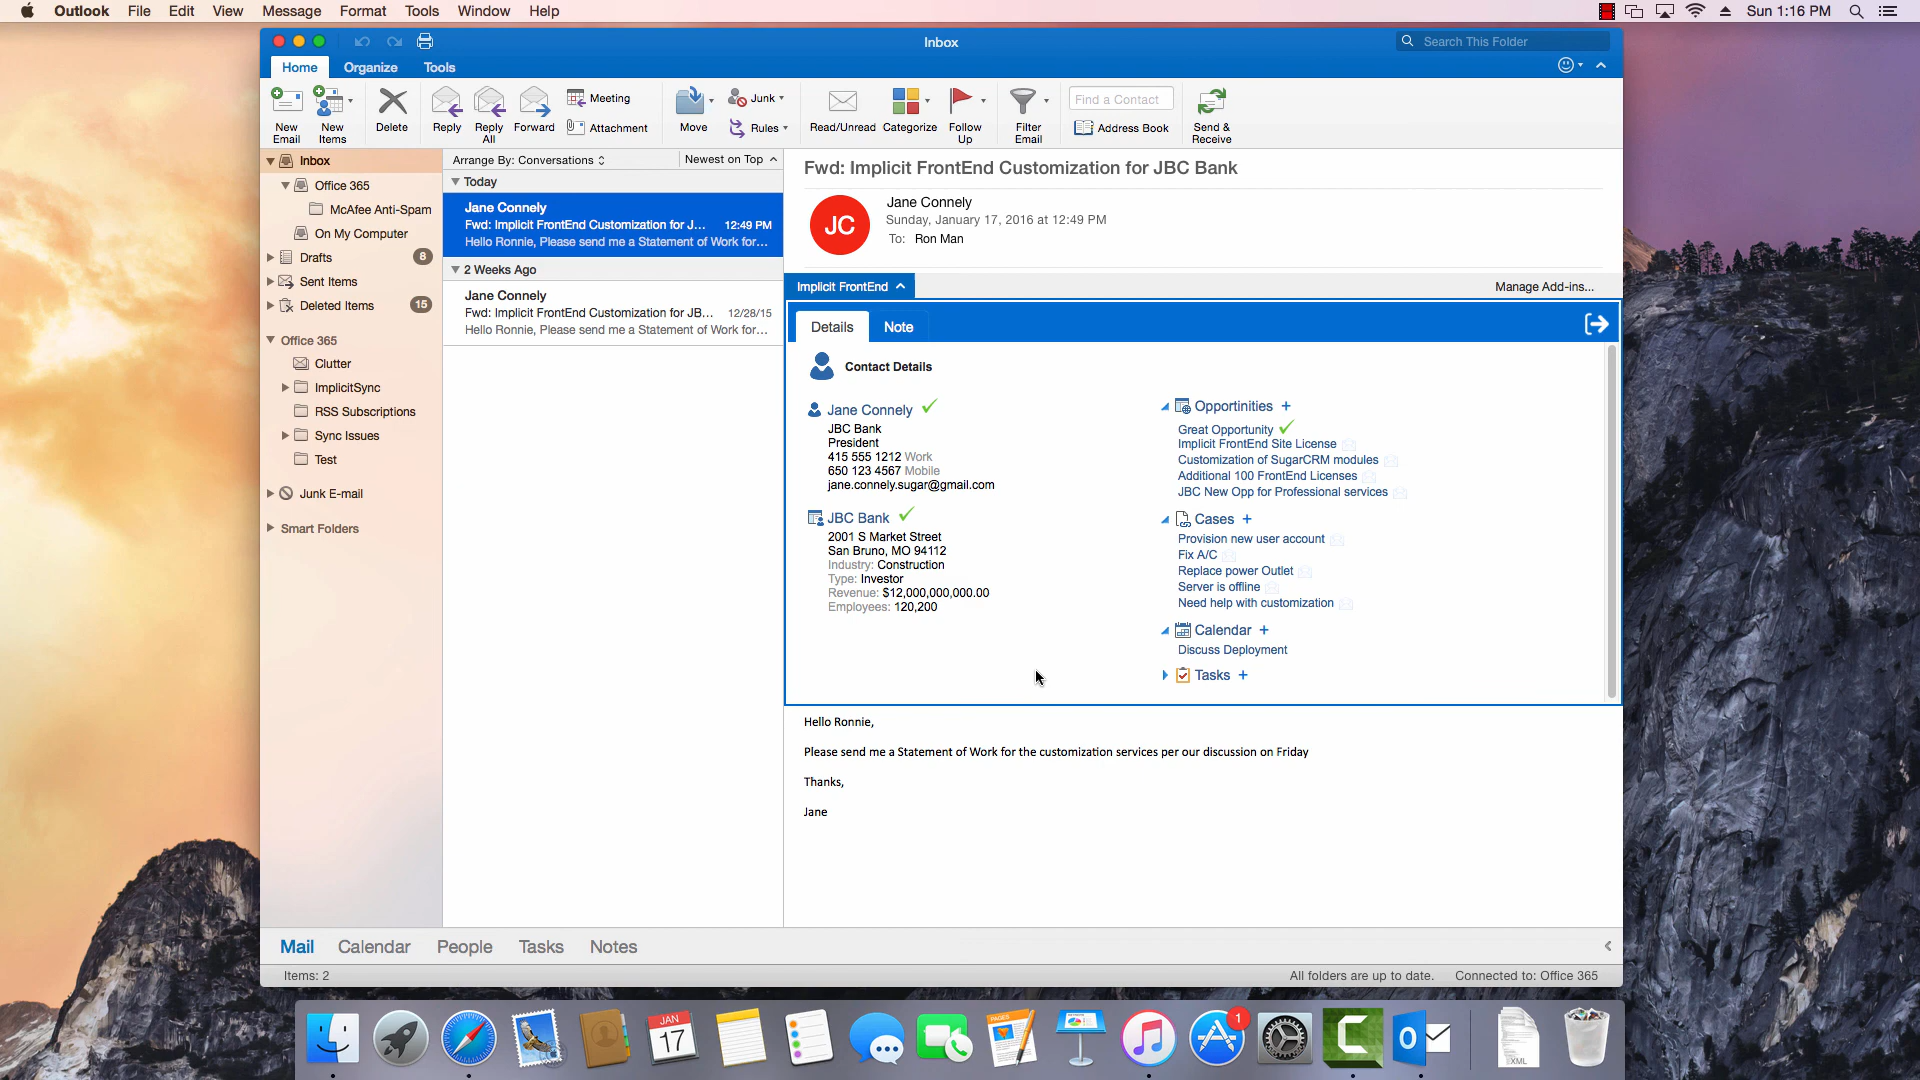 Outlook File Edit View Message Format Tools Window Help Sun 1:16 PM
Inbox Search This Folder
Home Organize Tools
New Email
New Items
Delete
Reply
Reply All
Forward
Meeting
Attachment
Move
Junk
Rules
Read/Unread
Categorize
Follow Up
Filter Email
Find a Contact
Address Book
Send & Receive
Inbox
Office 365
McAfee Anti-Spam
On My Computer
Drafts 8
Sent Items
Deleted Items 15
Office 365
Clutter
ImplicitSync
RSS Subscriptions
Sync Issues
Test
Junk E-mail
Smart Folders
Arrange By: Conversations Newest on Top
Today
Jane Connely
Fwd: Implicit FrontEnd Customization for J... 12:49 PM
Hello Ronnie, Please send me a Statement of Work for...
2 Weeks Ago
Jane Connely
Fwd: Implicit FrontEnd Customization for JB... 12/28/15
Hello Ronnie, Please send me a Statement of Work for...
Fwd: Implicit FrontEnd Customization for JBC Bank
JC
Jane Connely
Sunday, January 17, 2016 at 12:49 PM
To: Ron Man
Implicit FrontEnd Manage Add-ins...
Details Note
Contact Details
Jane Connely
JBC Bank
President
415 555 1212 Work
650 123 4567 Mobile
jane.connely.sugar@gmail.com
JBC Bank
2001 S Market Street
San Bruno, MO 94112
Industry: Construction
Type: Investor
Revenue: $12,000,000,000.00
Employees: 120,200
Opportinities +
Great Opportunity
Implicit FrontEnd Site License
Customization of SugarCRM modules
Additional 100 FrontEnd Licenses
JBC New Opp for Professional services
Cases +
Provision new user account
Fix A/C
Replace power Outlet
Server is offline
Need help with customization
Calendar +
Discuss Deployment
Tasks +
Hello Ronnie,
Please send me a Statement of Work for the customization services per our discussion on Friday
Thanks,
Jane
Mail Calendar People Tasks Notes
Items: 2 All folders are up to date. Connected to: Office 365
JAN
17
PAGES
1
XML